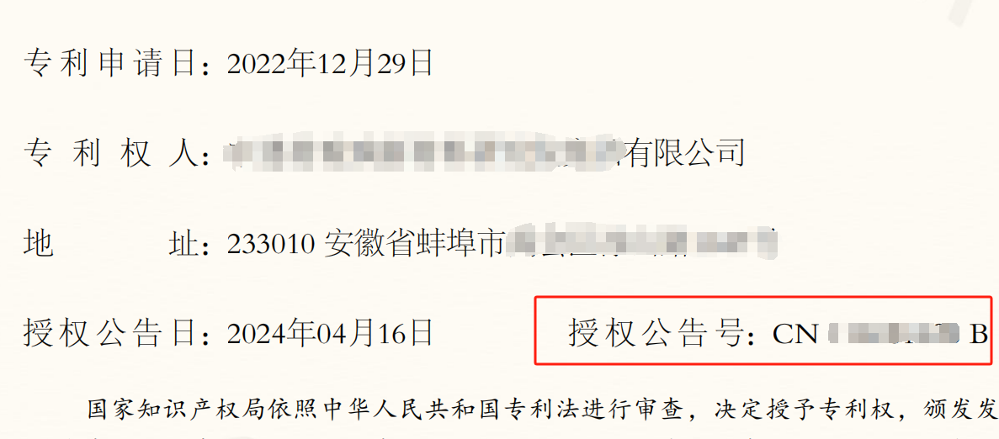 专利申请日：2022年12月29日
专利权人：有限公司
地址：233010 安徽省蚌埠市
授权公告日：2024年04月16日 授权公告号：CN B
国家知识产权局依照中华人民共和国专利法进行审查，决定授予专利权，颁发发